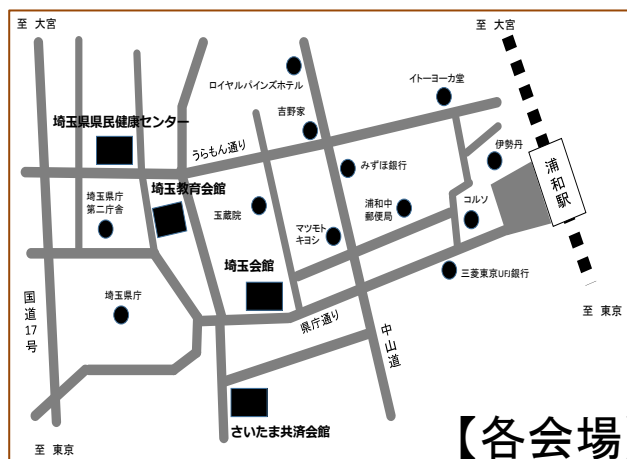 至 大宮
至 大宮
ロイヤルパインズホテル
イトーヨーカ堂
吉野家
埼玉県県民健康センター
うらもん通り
伊勢丹
みずほ銀行
浦和駅
埼玉教育会館
埼玉県庁
第二庁舎
玉蔵院
浦和中
郵便局
コルソ
マツモト
キヨシ
埼玉会館
三菱東京UFJ銀行
国道17号
埼玉県庁
県庁通り
中山道
至 東京
さいたま共済会館
至 東京
【各会場